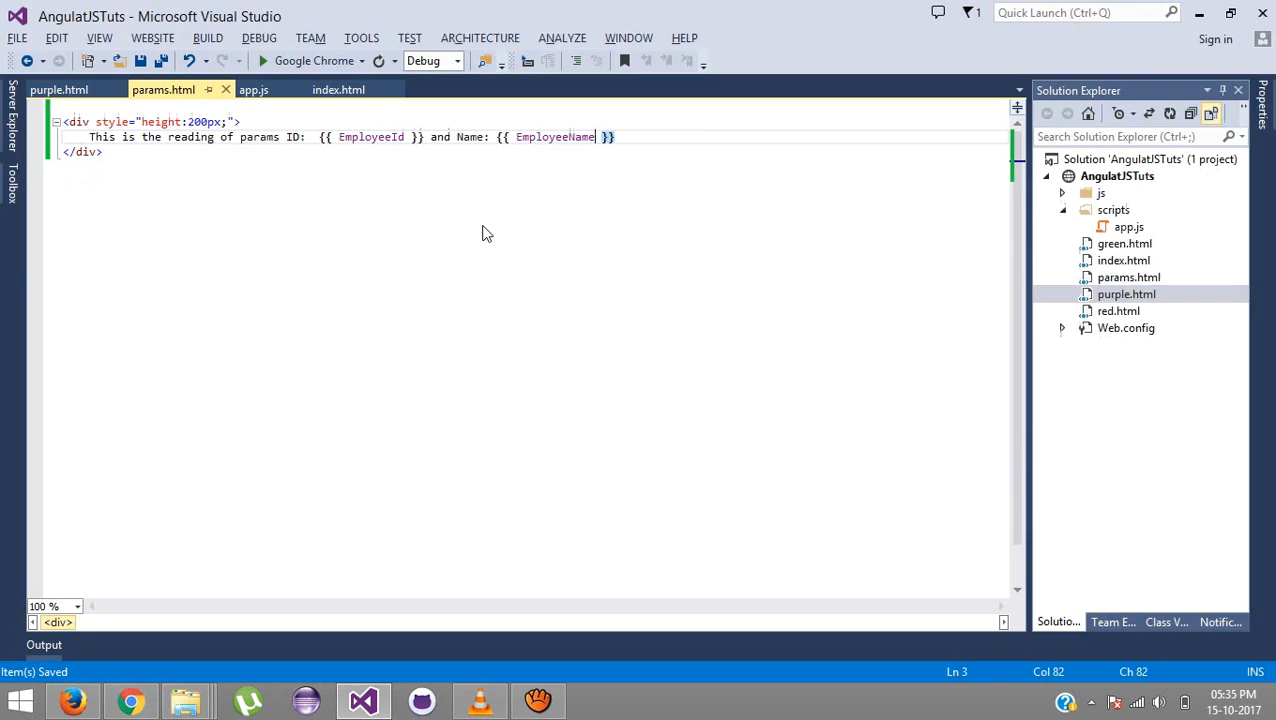 AngulatJSTuts - Microsoft Visual Studio
1
Quick Launch (Ctrl+Q)
FILE EDIT VIEW WEBSITE BUILD DEBUG TEAM TOOLS TEST ARCHITECTURE ANALYZE WINDOW HELP
Sign in
Google Chrome
Debug
Server Explorer
Toolbox
purple.html params.html app.js index.html
<div style="height:200px;">
This is the reading of params ID: {{ EmployeeId }} and Name: {{ EmployeeName }}
</div>
100 %
<div>
Solution Explorer
Search Solution Explorer (Ctrl+;)
Solution 'AngulatJSTuts' (1 project)
AngulatJSTuts
js
scripts
app.js
green.html
index.html
params.html
purple.html
red.html
Web.config
Solutio... Team E... Class V... Notific...
Properties
Output
Item(s) Saved
Ln 3
Col 82
Ch 82
INS
05:35 PM
15-10-2017